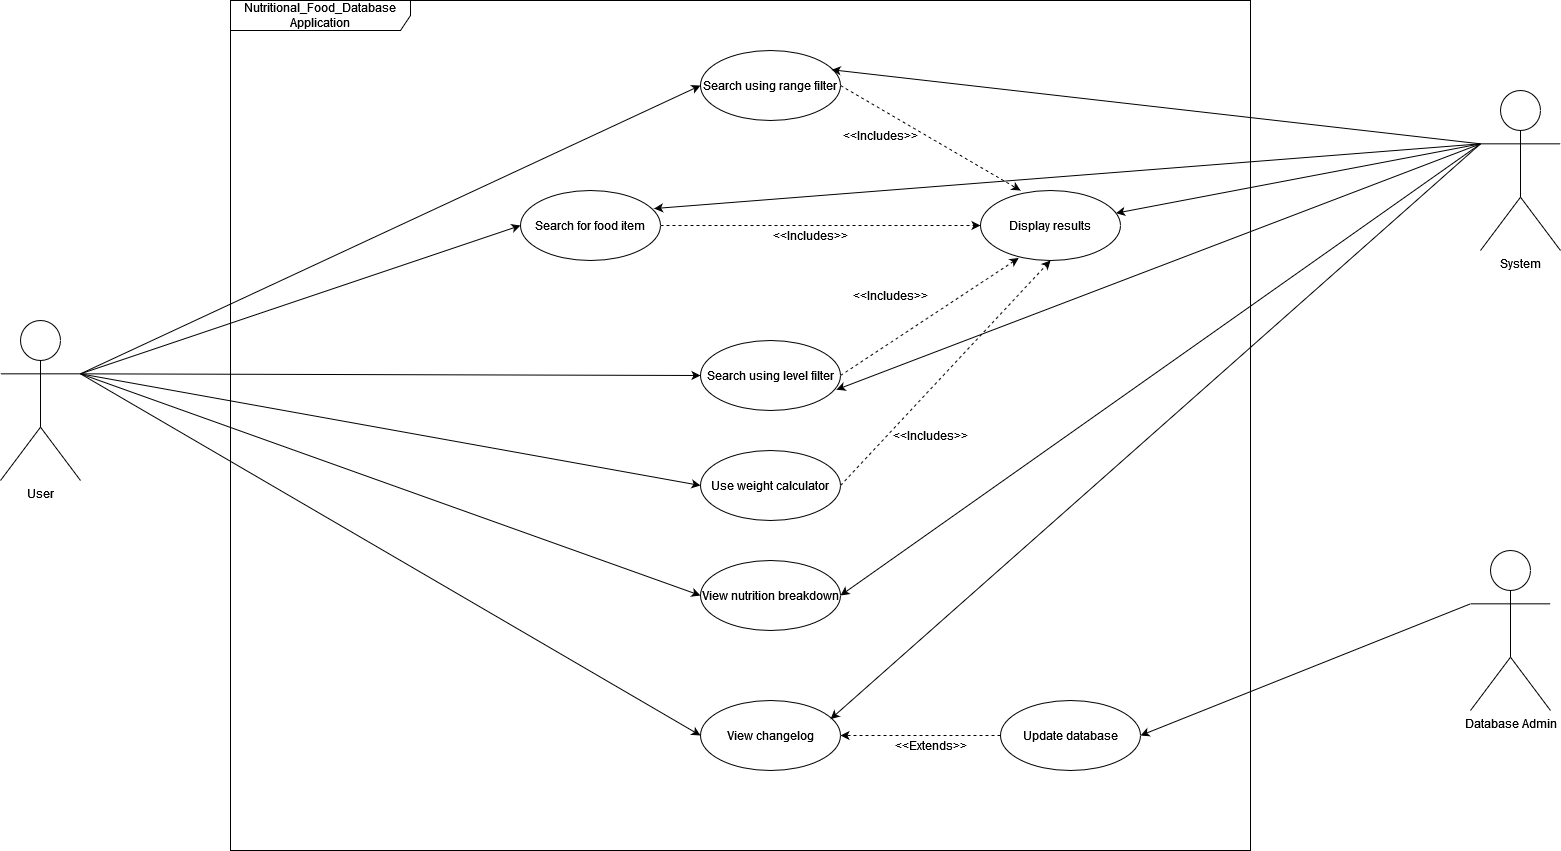 Nutritional_Food_Database
Application
Search using range filter
<<Includes>>
Search for food item
<<Includes>>
Display results
System
<<Includes>>
Search using level filter
<<Includes>>
User
Use weight calculator
View nutrition breakdown
View changelog
<<Extends>>
Update database
Database Admin